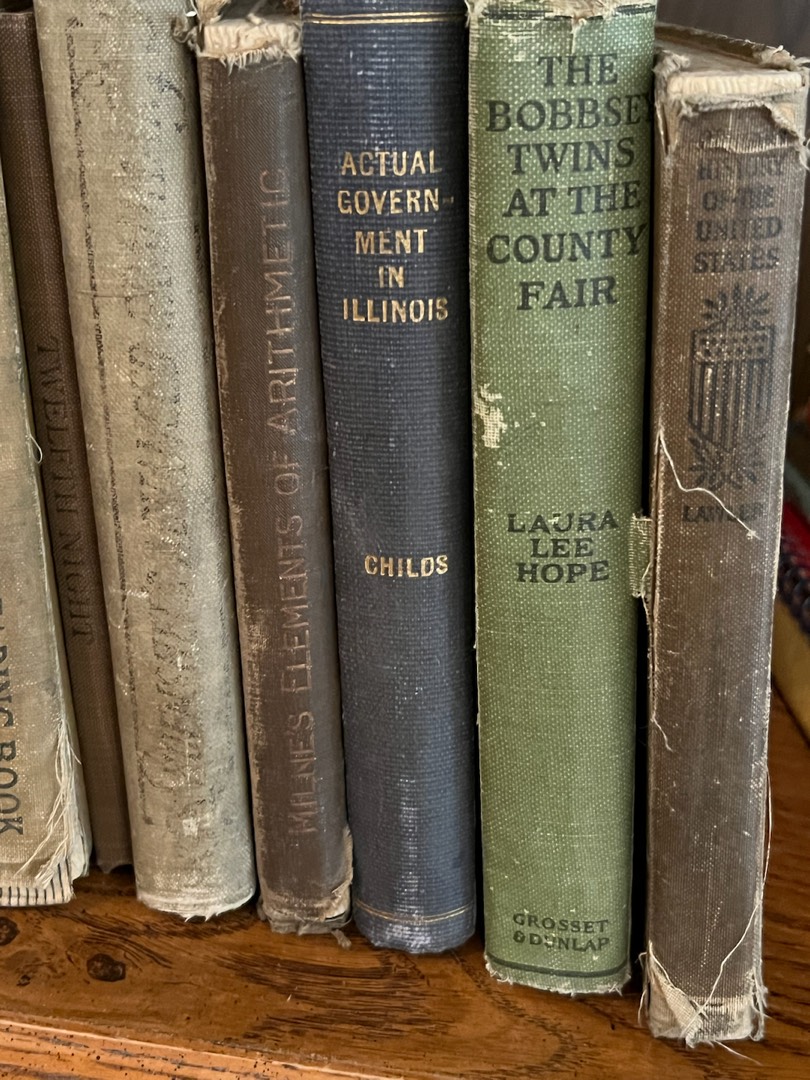 BOOK
TWELFTH NIGHT
MILNE'S ELEMENTS OF ARITHMETIC
ACTUAL
GOVERN-
MENT
IN
ILLINOIS
CHILDS
THE
BOBBSEY
TWINS
AT THE
COUNTY
FAIR
LAURA
LEE
HOPE
GROSSET
& DUNLAP
HISTORY
OF THE
UNITED
STATES